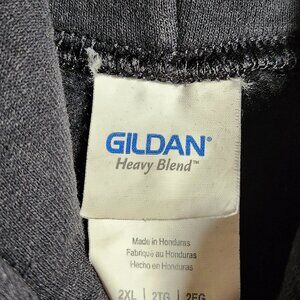 GILDAN®
Heavy Blend™
Made in Honduras
Fabriqué au Honduras
Hecho en Honduras
2XL | 2TG | 2EG